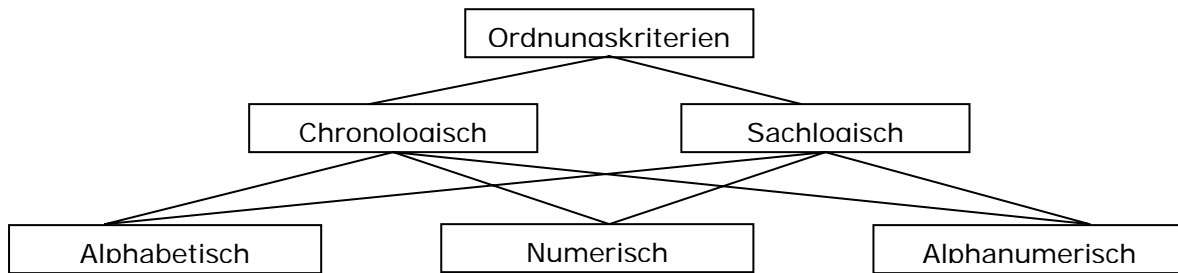 Ordnungskriterien
Chronologisch
Sachlogisch
Alphabetisch
Numerisch
Alphanumerisch